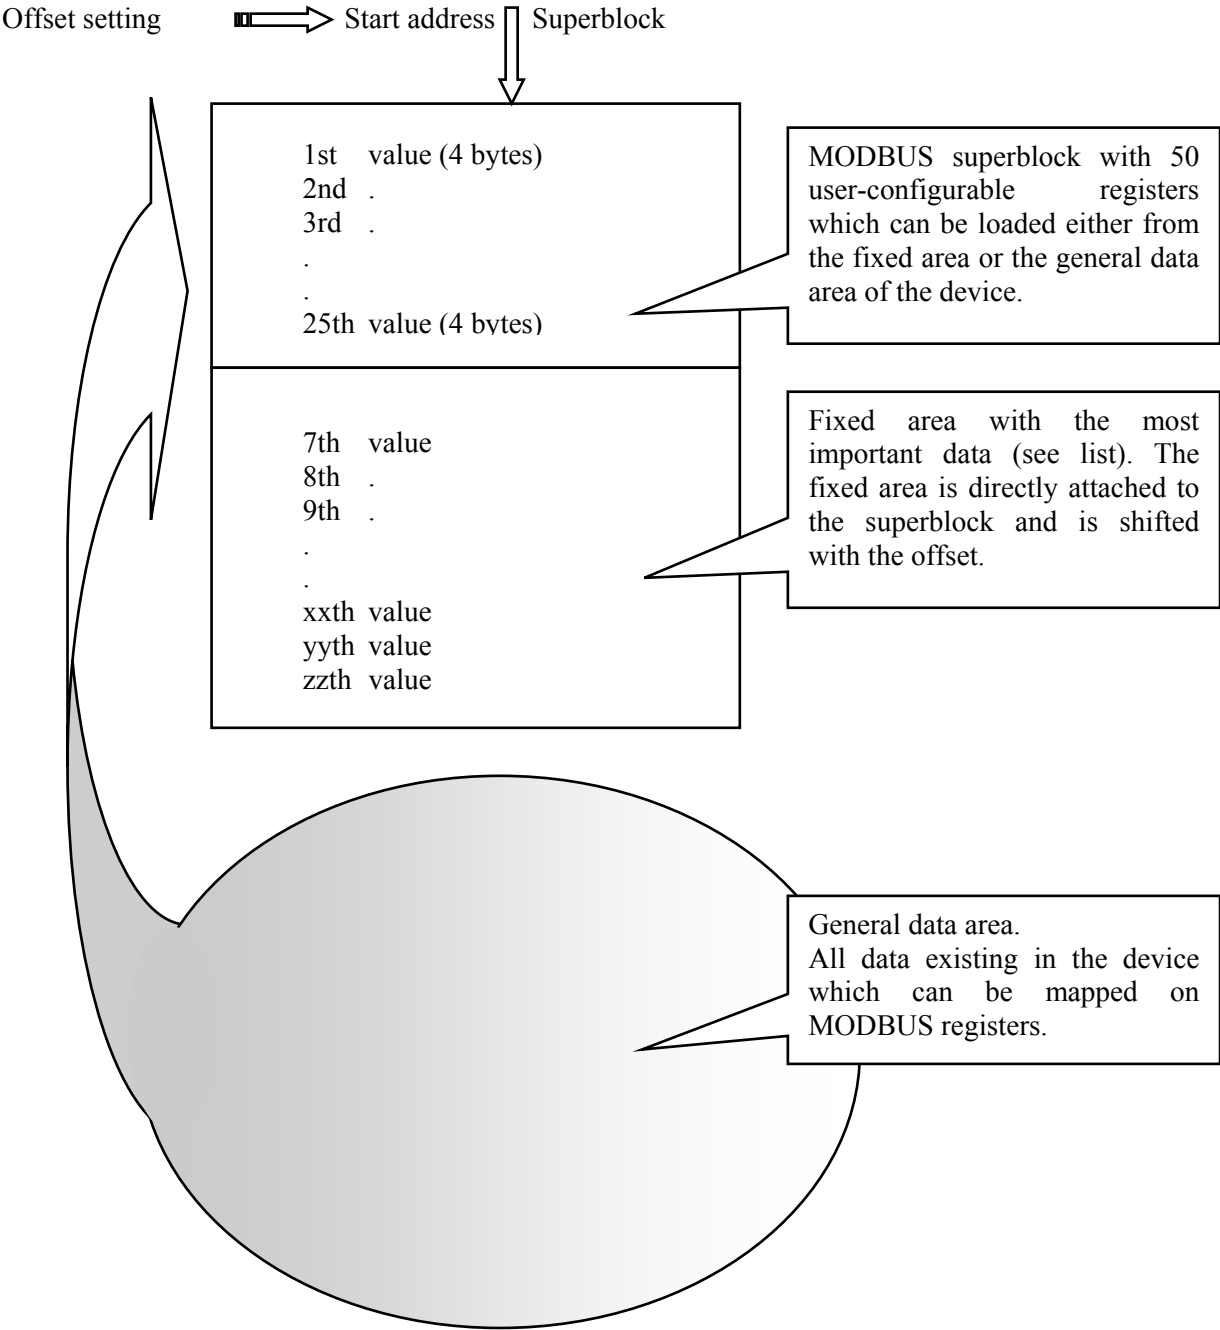 Offset setting Start address Superblock
1st value (4 bytes)
2nd .
3rd .
.
.
25th value (4 bytes)
MODBUS superblock with 50
user-configurable registers
which can be loaded either from
the fixed area or the general data
area of the device.
7th value
8th .
9th .
.
.
xxth value
yyth value
zzth value
Fixed area with the most
important data (see list). The
fixed area is directly attached to
the superblock and is shifted
with the offset.
General data area.
All data existing in the device
which can be mapped on
MODBUS registers.